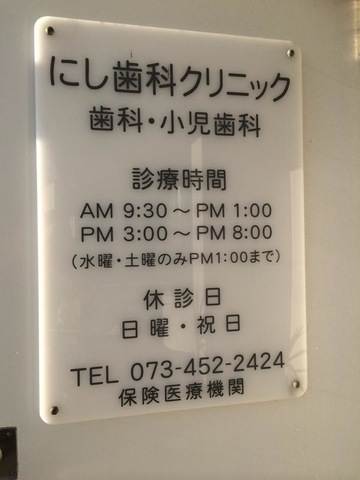 にし歯科クリニック
歯科・小児歯科
診療時間
AM 9:30～PM 1:00
PM 3:00～PM 8:00
（水曜・土曜のみPM1:00まで）
休診日
日曜・祝日
TEL 073-452-2424
保険医療機関